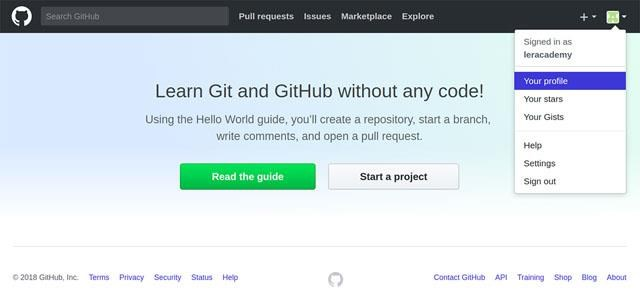 Search GitHub
Pull requests Issues Marketplace Explore
Signed in as
leracademy
Your profile
Your stars
Your Gists
Help
Settings
Sign out
Learn Git and GitHub without any code!
Using the Hello World guide, you’ll create a repository, start a branch,
write comments, and open a pull request.
Read the guide
Start a project
© 2018 GitHub, Inc. Terms Privacy Security Status Help
Contact GitHub API Training Shop Blog About